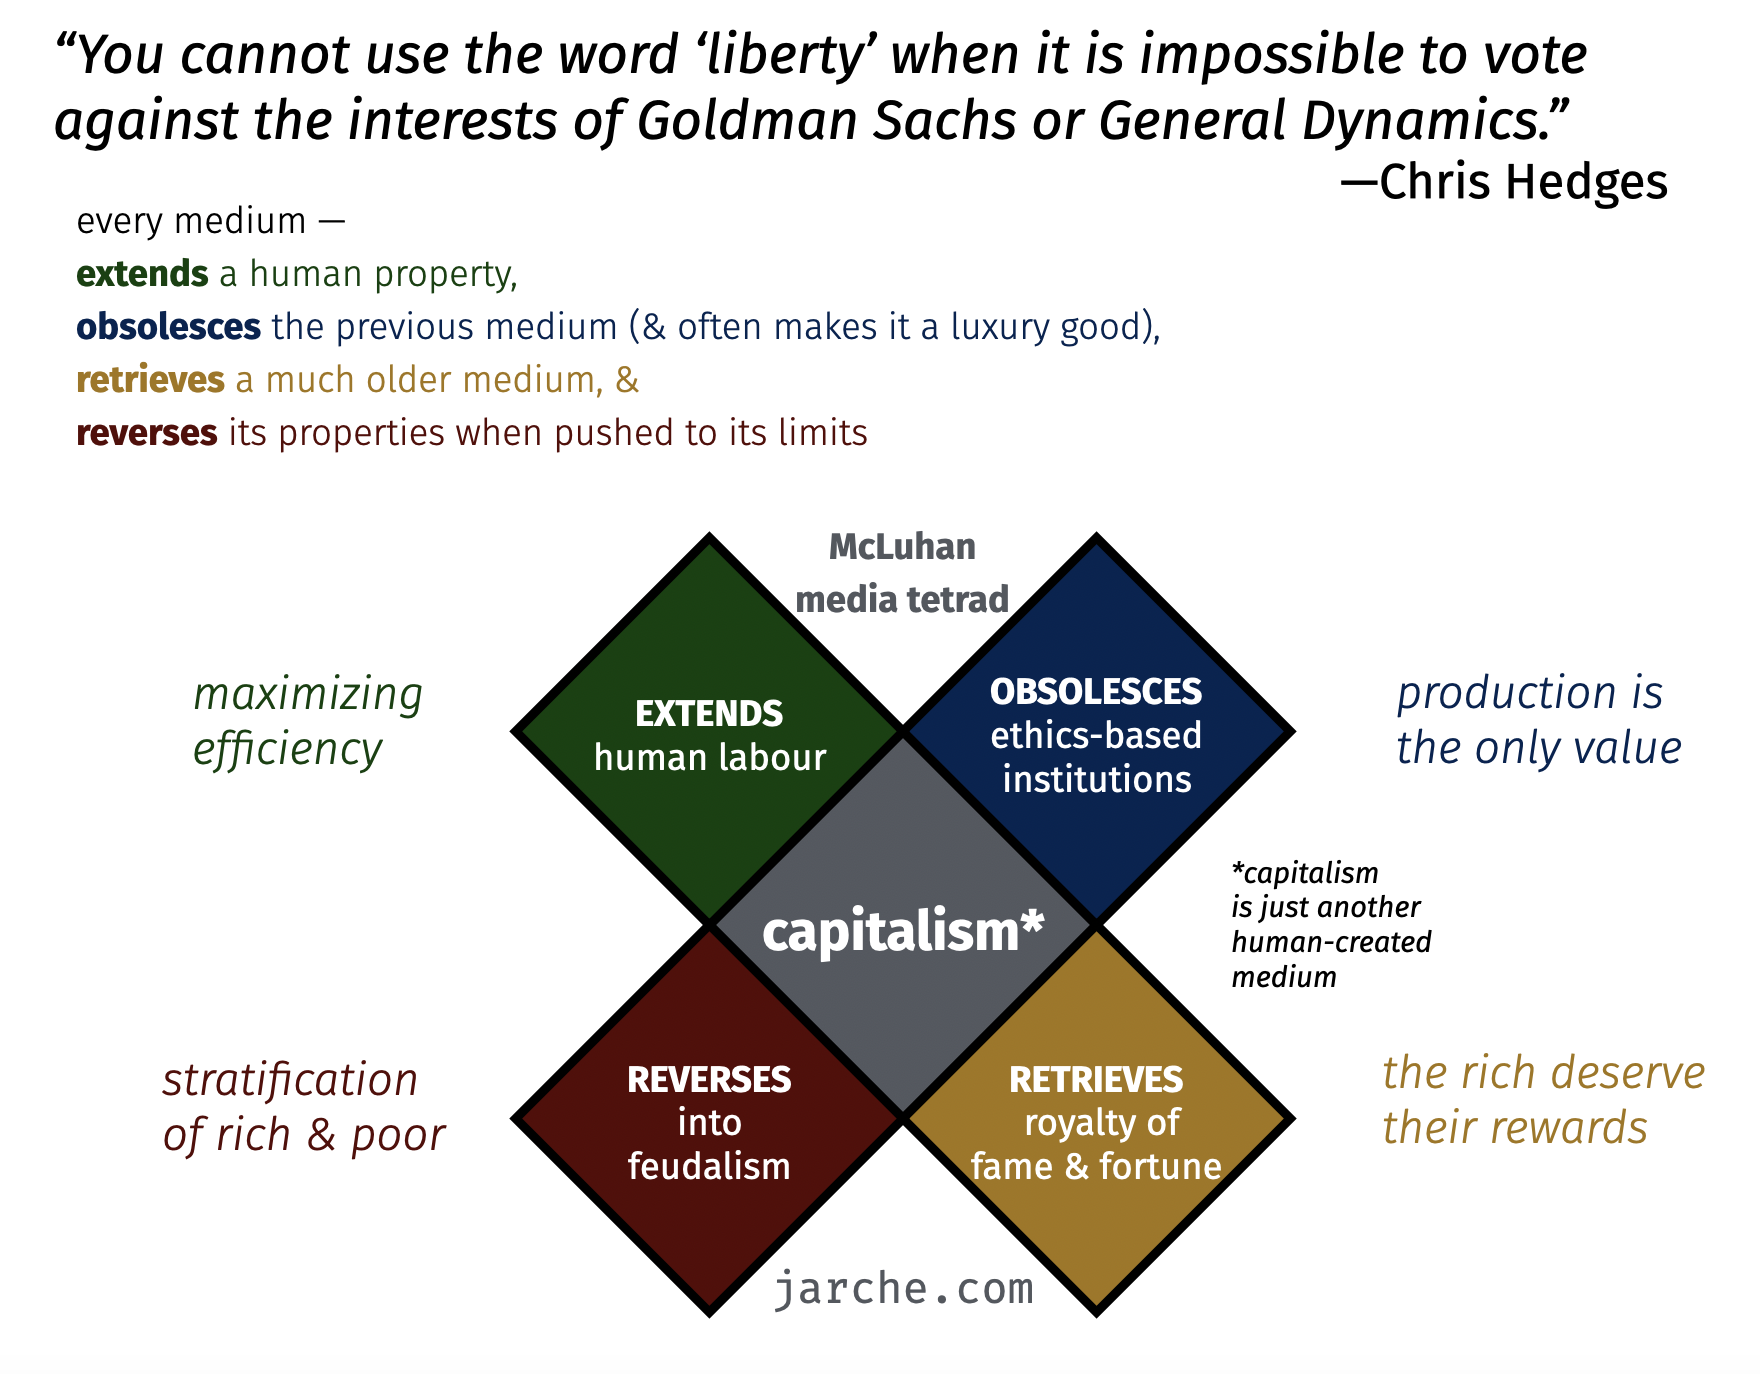 “You cannot use the word ‘liberty’ when it is impossible to vote
against the interests of Goldman Sachs or General Dynamics.”
—Chris Hedges
every medium —
extends a human property,
obsolesces the previous medium (& often makes it a luxury good),
retrieves a much older medium, &
reverses its properties when pushed to its limits
McLuhan
media tetrad
maximizing
efficiency
EXTENDS
human labour
OBSOLESCES
ethics-based
institutions
production is
the only value
capitalism*
*capitalism
is just another
human-created
medium
stratification
of rich & poor
REVERSES
into
feudalism
RETRIEVES
royalty of
fame & fortune
the rich deserve
their rewards
jarche.com